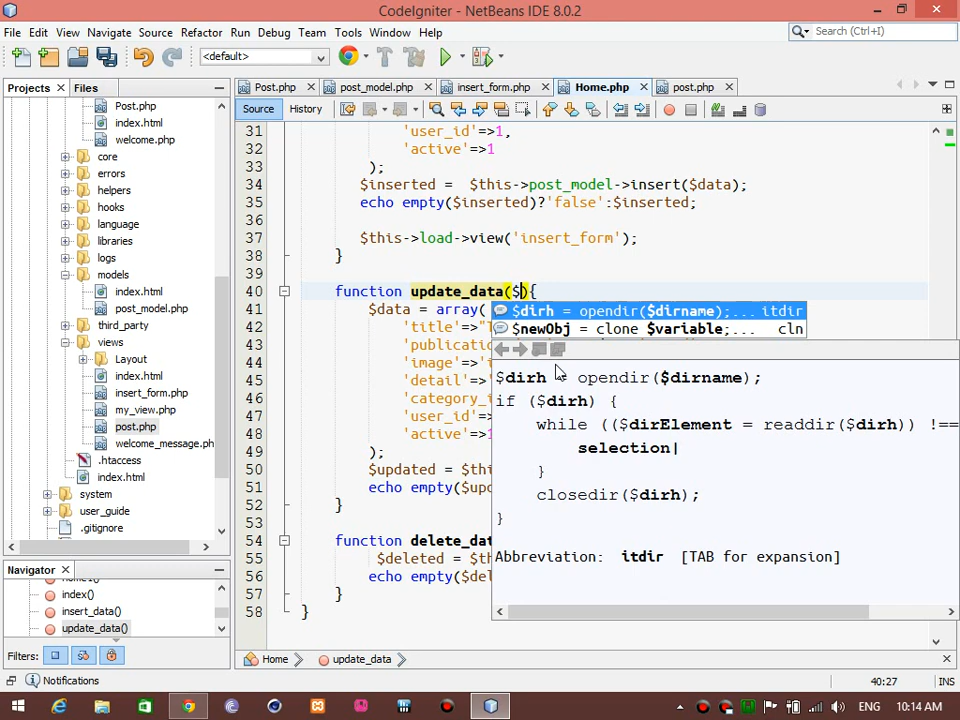 CodeIgniter - NetBeans IDE 8.0.2
File Edit View Navigate Source Refactor Run Debug Team Tools Window Help
Search (Ctrl+I)
<default>
Projects Files
Post.php post_model.php insert_form.php Home.php post.php
Source History
Post.php
index.html
welcome.php
core
errors
helpers
hooks
language
libraries
logs
models
index.html
post_model.php
third_party
views
Layout
index.html
insert_form.php
my_view.php
post.php
welcome_message.ph
.htaccess
index.html
system
user_guide
.gitignore
31 'user_id'=>1,
32 'active'=>1
33 );
34 $inserted = $this->post_model->insert($data);
35 echo empty($inserted)?'false':$inserted;
36
37 $this->load->view('insert_form');
38 }
39
40 function update_data($){
41 $data = array(
42 'title'=>"
43 'publication
44 'image'=>'i
45 'detail'=>'
46 'category_i
47 'user_id'=>
48 'active'=>1
49 );
50 $updated = $th
51 echo empty($up
52 }
53
54 function delete_dat
55 $deleted = $th
56 echo empty($del
57 }
58 }
$dirh = opendir($dirname);... itdir
$newObj = clone $variable;... cln
$dirh = opendir($dirname);
if ($dirh) {
while (($dirElement = readdir($dirh)) !==
selection|
}
closedir($dirh);
}
Abbreviation: itdir [TAB for expansion]
Navigator
index()
insert_data()
update_data()
Filters:
Home update_data
Notifications
40:27 INS
ENG 10:14 AM